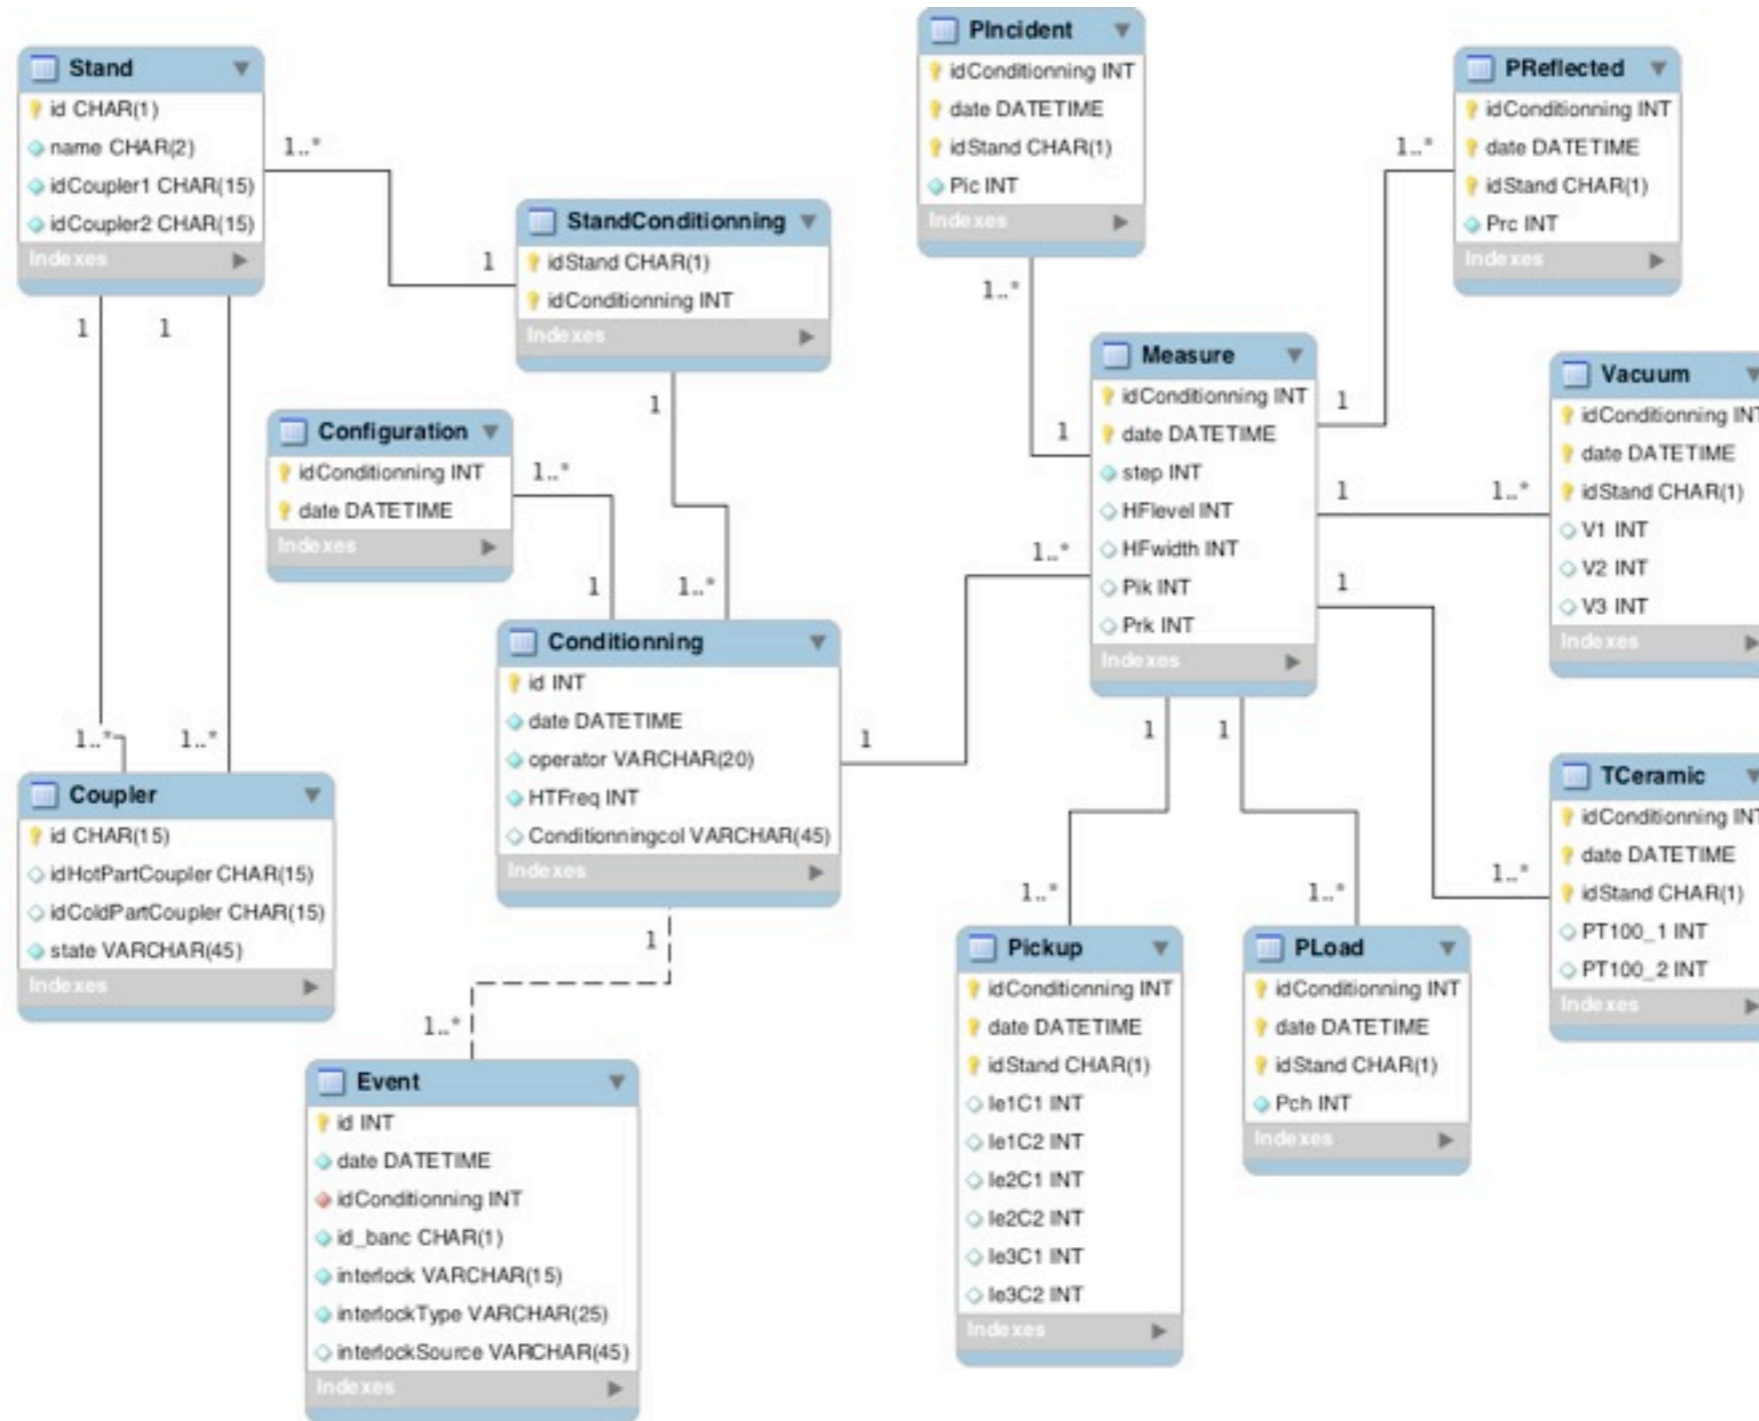 Stand
id CHAR(1)
name CHAR(2)
idCoupler1 CHAR(15)
idCoupler2 CHAR(15)
Indexes
1..*
1
1
1
StandConditionning
idStand CHAR(1)
idConditionning INT
Indexes
1
Configuration
idConditionning INT
date DATETIME
Indexes
1..*
1
1..*
Conditionning
id INT
date DATETIME
operator VARCHAR(20)
HTFreq INT
Conditionningcol VARCHAR(45)
Indexes
1
1
1..*
1..*
1..*
Coupler
id CHAR(15)
idHotPartCoupler CHAR(15)
idColdPartCoupler CHAR(15)
state VARCHAR(45)
Indexes
1..*
Event
id INT
date DATETIME
idConditionning INT
id_banc CHAR(1)
interlock VARCHAR(15)
interlockType VARCHAR(25)
interlockSource VARCHAR(45)
Indexes
PIncident
idConditionning INT
date DATETIME
idStand CHAR(1)
Pic INT
Indexes
1..*
1
PReflected
idConditionning INT
date DATETIME
idStand CHAR(1)
Prc INT
Indexes
1..*
1
Measure
idConditionning INT
date DATETIME
step INT
HFlevel INT
HFwidth INT
Pik INT
Prk INT
Indexes
1..*
1
1
1
1
Vacuum
idConditionning INT
date DATETIME
idStand CHAR(1)
V1 INT
V2 INT
V3 INT
Indexes
1..*
TCeramic
idConditionning INT
date DATETIME
idStand CHAR(1)
PT100_1 INT
PT100_2 INT
Indexes
1..*
1..*
Pickup
idConditionning INT
date DATETIME
idStand CHAR(1)
Ie1C1 INT
Ie1C2 INT
Ie2C1 INT
Ie2C2 INT
Ie3C1 INT
Ie3C2 INT
Indexes
1..*
PLoad
idConditionning INT
date DATETIME
idStand CHAR(1)
Pch INT
Indexes